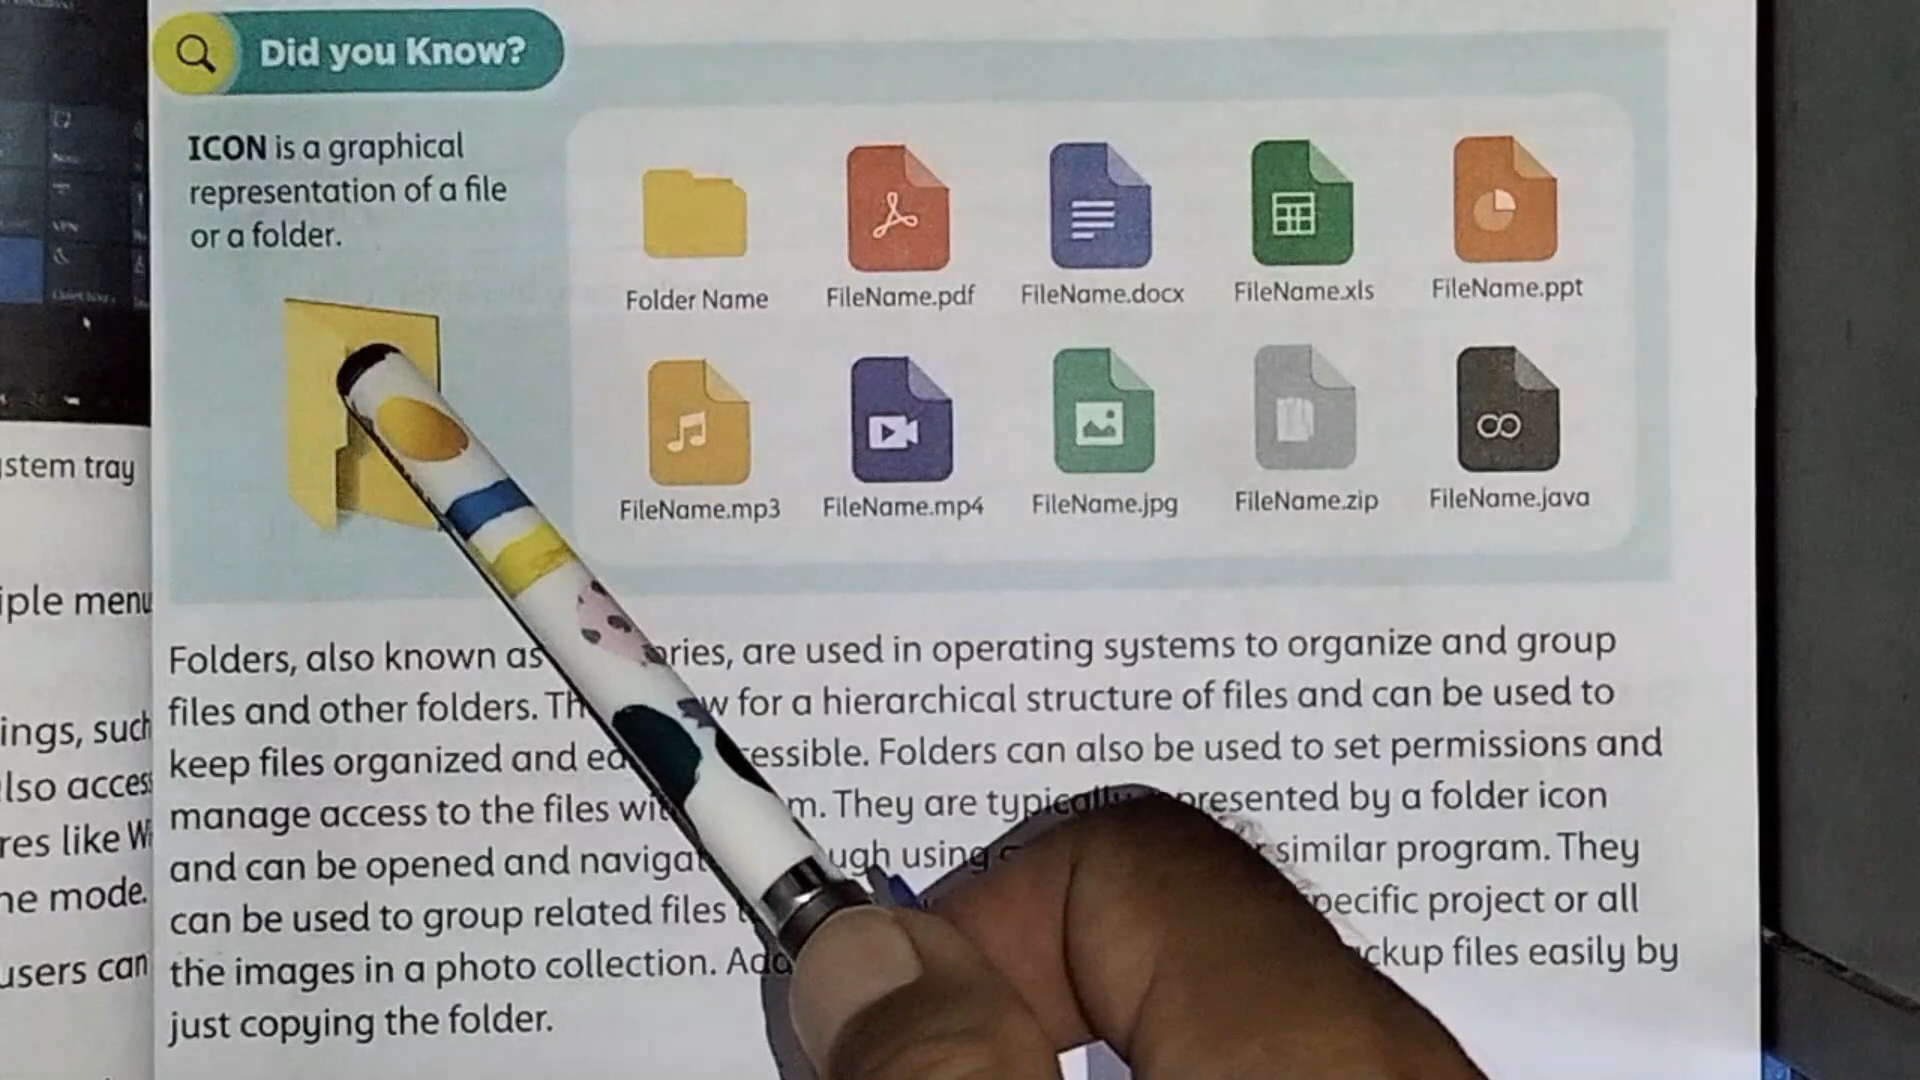 Did you Know?
ICON is a graphical
representation of a file
or a folder.
Folder Name FileName.pdf FileName.docx FileName.xls FileName.ppt
FileName.mp3 FileName.mp4 FileName.jpg FileName.zip FileName.java
Folders, also known as ories, are used in operating systems to organize and group
files and other folders. Th w for a hierarchical structure of files and can be used to
keep files organized and ea cessible. Folders can also be used to set permissions and
manage access to the files with m. They are typically represented by a folder icon
and can be opened and navigat ugh using similar program. They
can be used to group related files specific project or all
the images in a photo collection. Add ckup files easily by
just copying the folder.
stem tray
iple menu
ings, such
lso access
res like Wi
ne mode.
users can